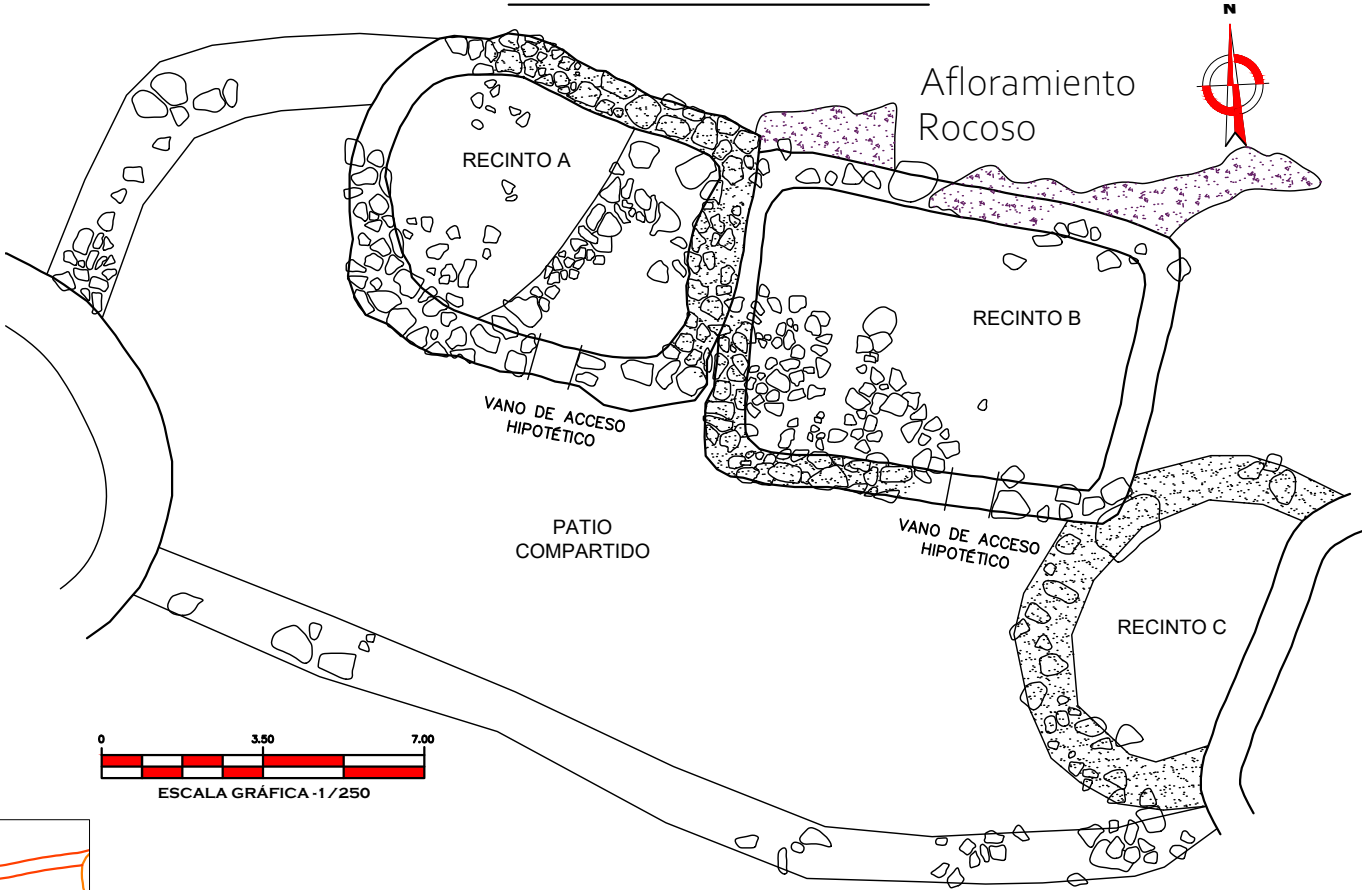 N
Afloramiento
Rocoso
RECINTO A
RECINTO B
VANO DE ACCESO
HIPOTÉTICO
PATIO
COMPARTIDO
VANO DE ACCESO
HIPOTÉTICO
RECINTO C
0 3.50 7.00
ESCALA GRÁFICA -1/250